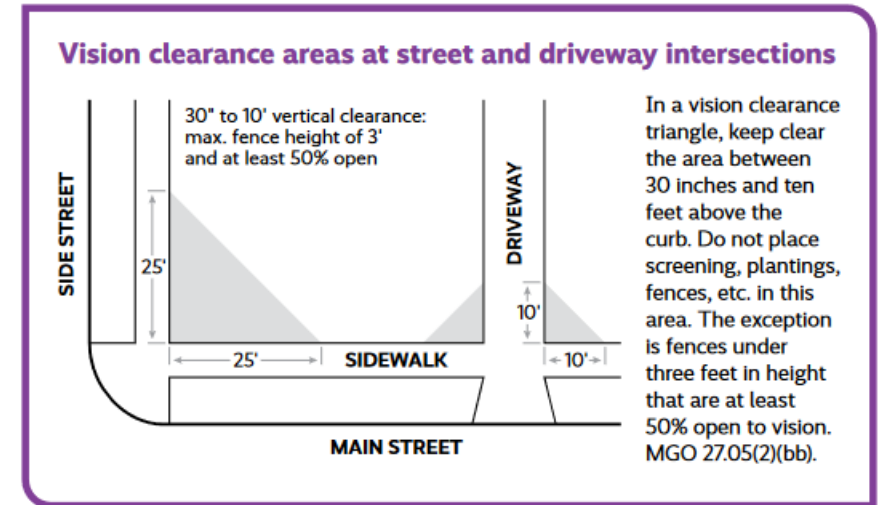 Vision clearance areas at street and driveway intersections
30" to 10' vertical clearance:
max. fence height of 3'
and at least 50% open
SIDE STREET
25'
25'
SIDEWALK
DRIVEWAY
10'
10'
MAIN STREET
In a vision clearance
triangle, keep clear
the area between
30 inches and ten
feet above the
curb. Do not place
screening, plantings,
fences, etc. in this
area. The exception
is fences under
three feet in height
that are at least
50% open to vision.
MGO 27.05(2)(bb).